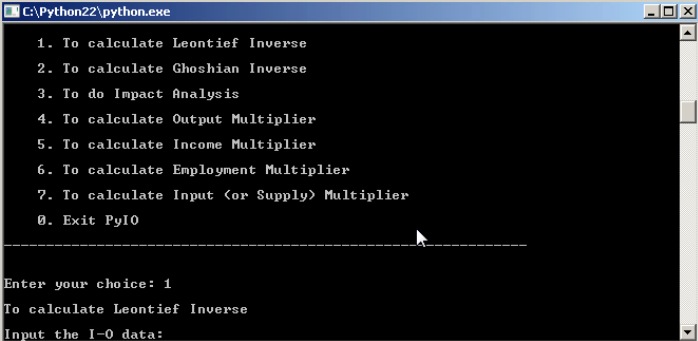 C:\Python22\python.exe
1. To calculate Leontief Inverse
2. To calculate Ghoshian Inverse
3. To do Impact Analysis
4. To calculate Output Multiplier
5. To calculate Income Multiplier
6. To calculate Employment Multiplier
7. To calculate Input (or Supply) Multiplier
0. Exit PyIO
--------------------------------------------------------------
Enter your choice: 1
To calculate Leontief Inverse
Input the I-O data: